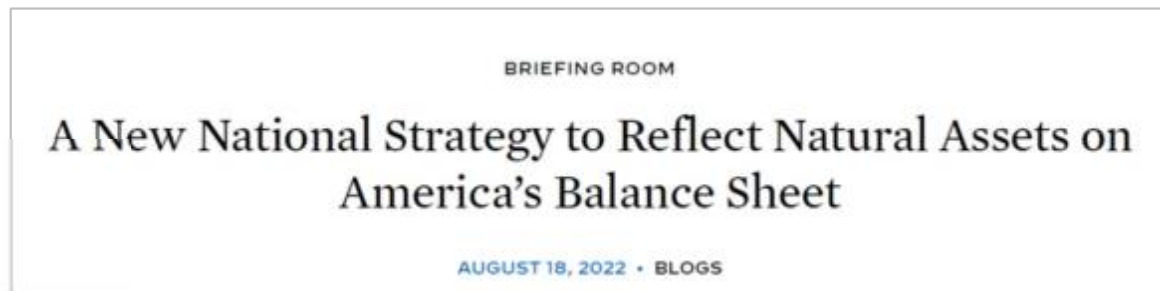 BRIEFING ROOM
A New National Strategy to Reflect Natural Assets on
America’s Balance Sheet
AUGUST 18, 2022 • BLOGS